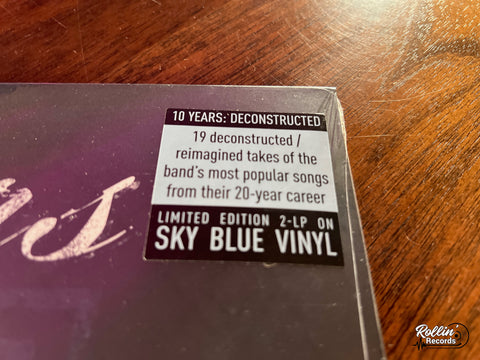 10 YEARS: DECONSTRUCTED
19 deconstructed /
reimagined takes of the
band's most popular songs
from their 20-year career
LIMITED EDITION 2-LP ON
SKY BLUE VINYL
rs
Rollin'
Records